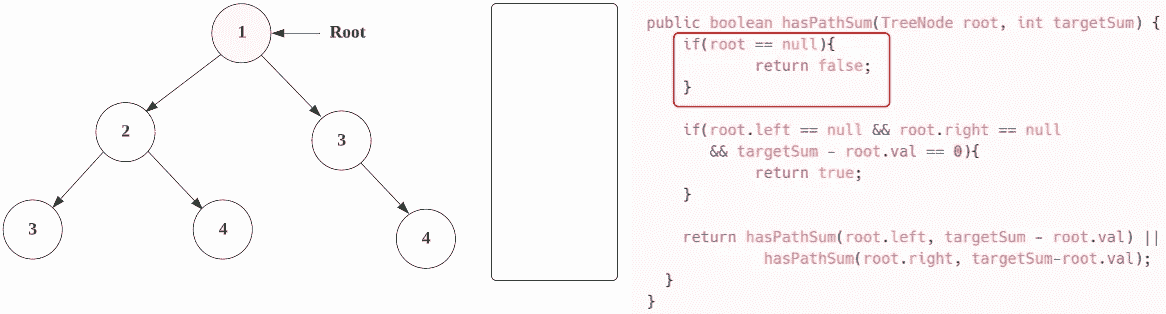 1
Root
2
3
3
4
4
public boolean hasPathSum(TreeNode root, int targetSum) {
if(root == null){
return false;
}
if(root.left == null && root.right == null
&& targetSum - root.val == 0){
return true;
}
return hasPathSum(root.left, targetSum - root.val) ||
hasPathSum(root.right, targetSum-root.val);
}
}